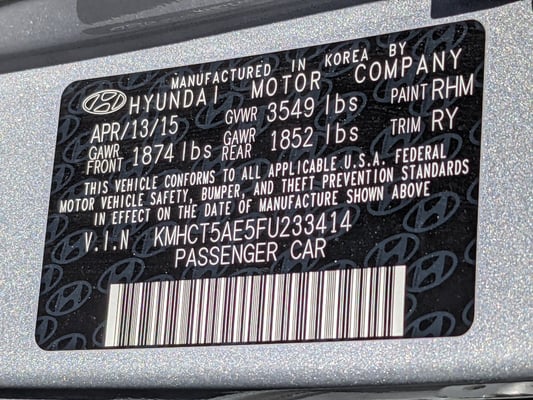 MANUFACTURED IN KOREA BY
HYUNDAI MOTOR COMPANY
APR/13/15 GVWR 3549 lbs PAINT RHM
GAWR FRONT 1874 lbs GAWR REAR 1852 lbs TRIM RY
THIS VEHICLE CONFORMS TO ALL APPLICABLE U.S.A. FEDERAL
MOTOR VEHICLE SAFETY, BUMPER, AND THEFT PREVENTION STANDARDS
IN EFFECT ON THE DATE OF MANUFACTURE SHOWN ABOVE
V.I.N KMHCT5AE5FU233414
PASSENGER CAR